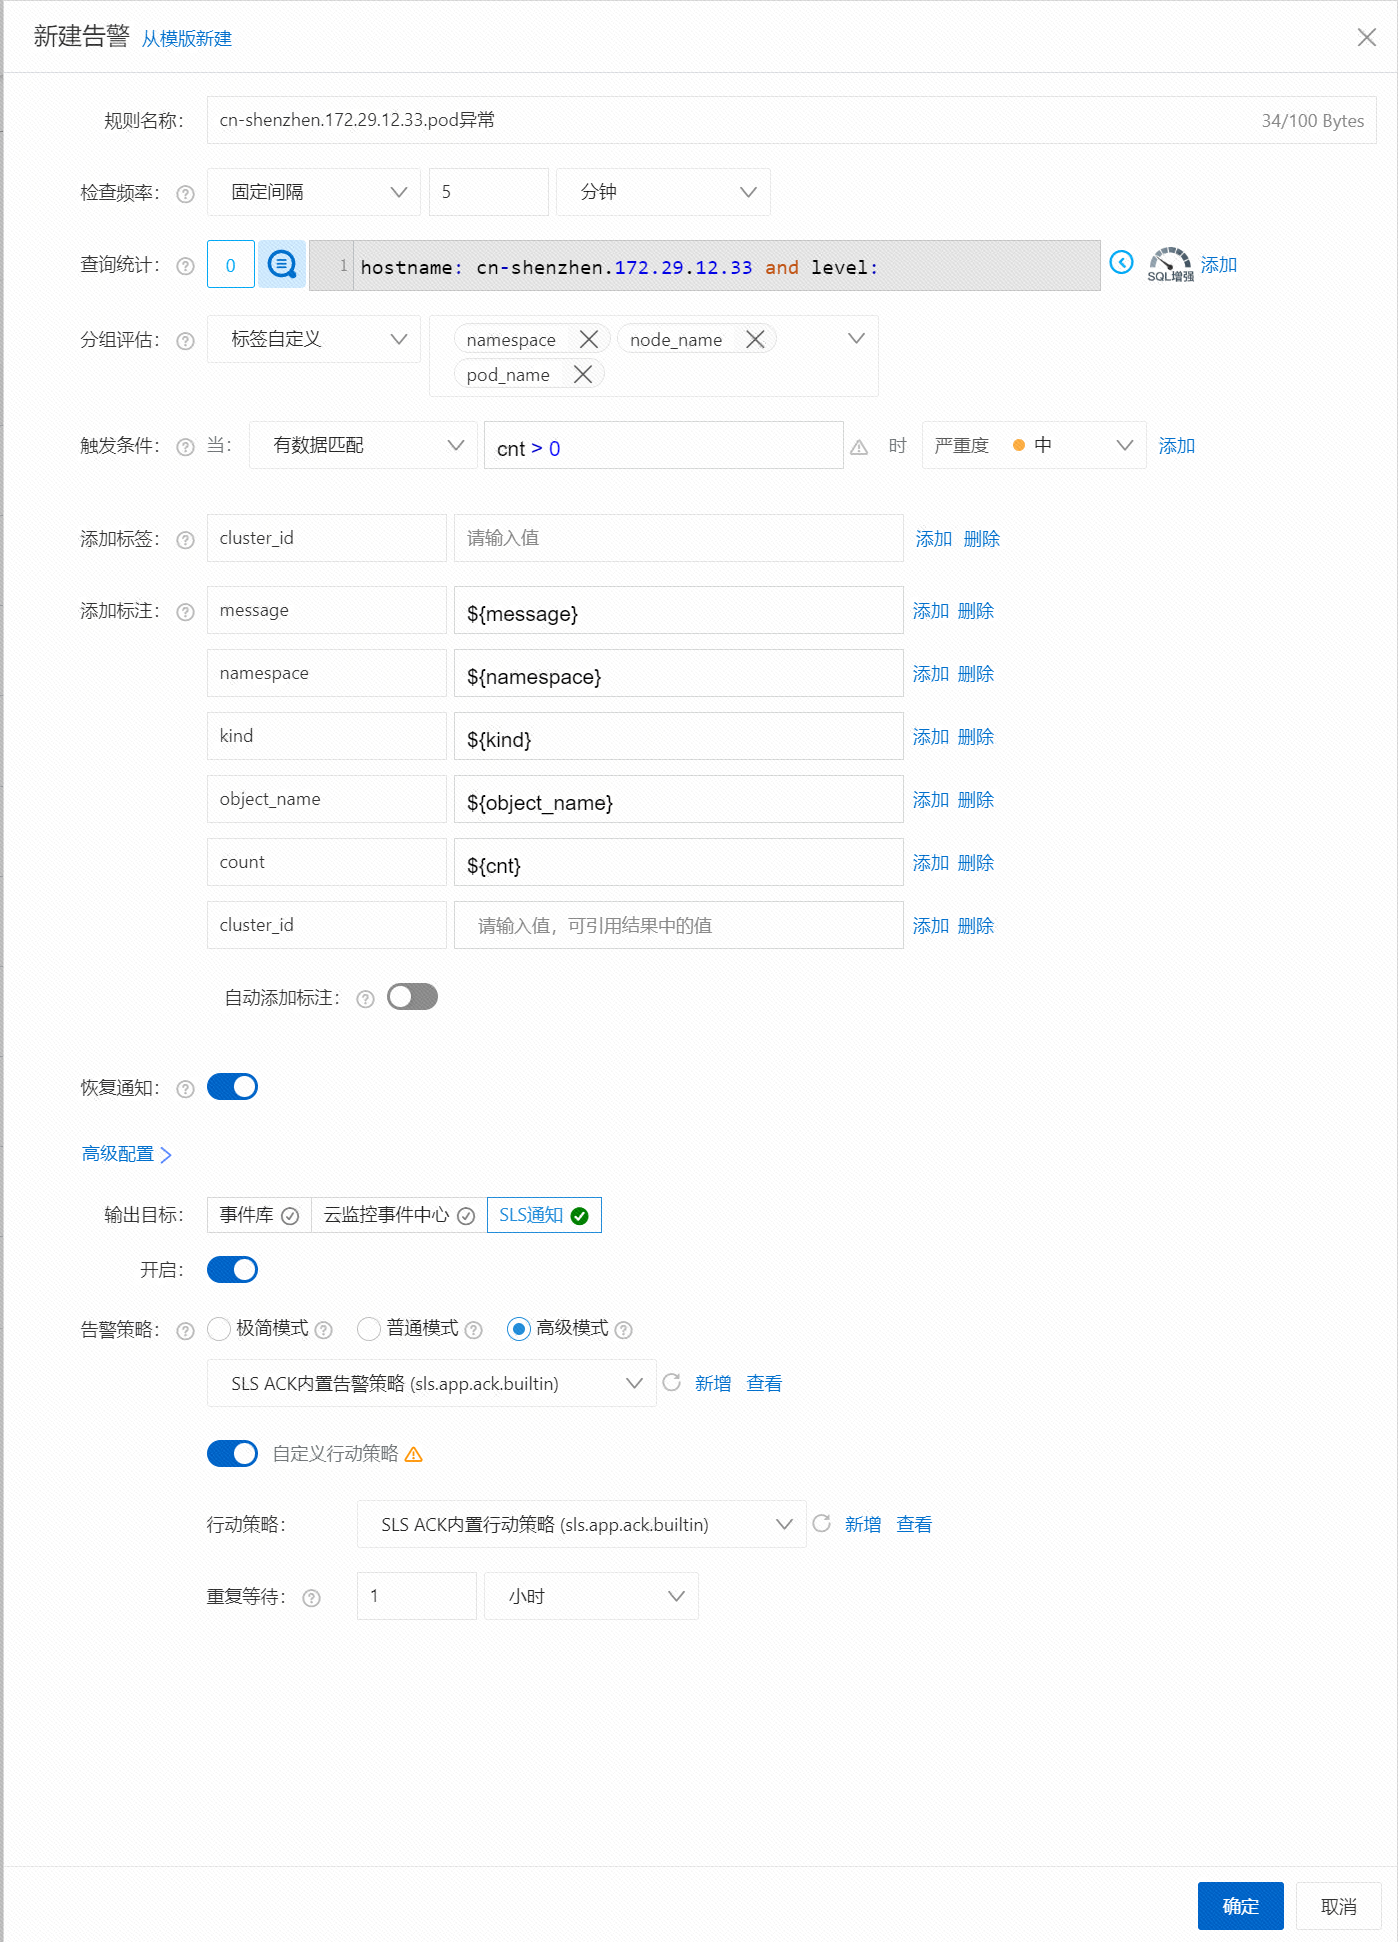 新建告警 从模版新建
规则名称： cn-shenzhen.172.29.12.33.pod异常 34/100 Bytes
检查频率： 固定间隔 5 分钟
查询统计： 0 1 hostname: cn-shenzhen.172.29.12.33 and level: SQL增强 添加
分组评估： 标签自定义 namespace node_name
pod_name
触发条件： 当： 有数据匹配 cnt > 0 时 严重度 中 添加
添加标签： cluster_id 请输入值 添加 删除
添加标注： message ${message} 添加 删除
namespace ${namespace} 添加 删除
kind ${kind} 添加 删除
object_name ${object_name} 添加 删除
count ${cnt} 添加 删除
cluster_id 请输入值，可引用结果中的值 添加 删除
自动添加标注：
恢复通知：
高级配置
输出目标： 事件库 云监控事件中心 SLS通知
开启：
告警策略： 极简模式 普通模式 高级模式
SLS ACK内置告警策略 (sls.app.ack.builtin) 新增 查看
自定义行动策略
行动策略： SLS ACK内置行动策略 (sls.app.ack.builtin) 新增 查看
重复等待： 1 小时
确定 取消